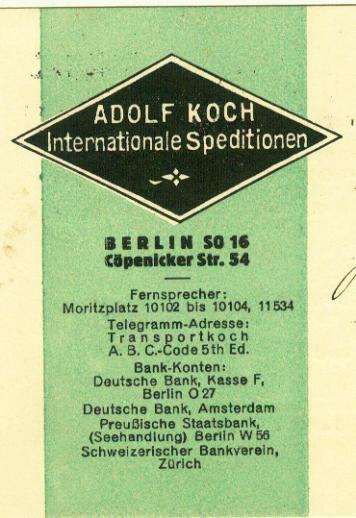 ADOLF KOCH
Internationale Speditionen
BERLIN SO 16
Cöpenicker Str. 54
Fernsprecher:
Moritzplatz 10102 bis 10104, 11534
Telegramm-Adresse:
Transportkoch
A. B. C.-Code 5th Ed.
Bank-Konten:
Deutsche Bank, Kasse F,
Berlin O 27
Deutsche Bank, Amsterdam
Preußische Staatsbank,
(Seehandlung) Berlin W 56
Schweizerischer Bankverein,
Zürich